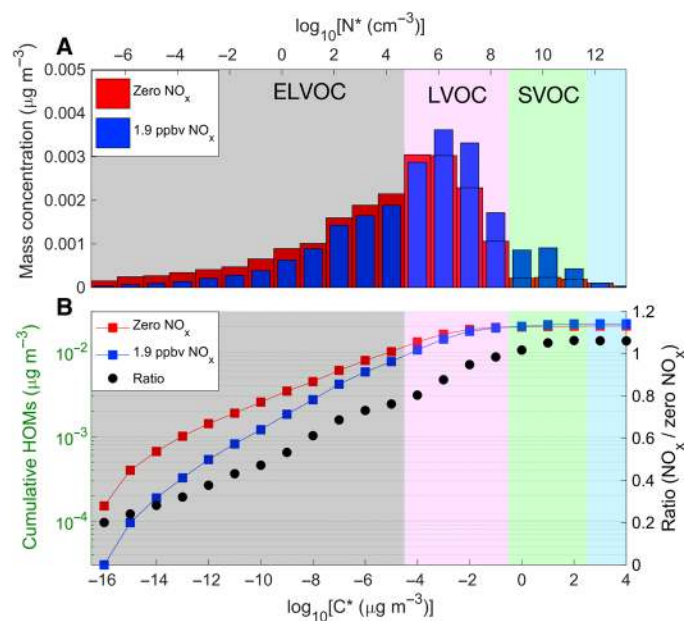 log₁₀[N* (cm⁻³)]
A
-6 -4 -2 0 2 4 6 8 10 12
Mass concentration (µg m⁻³)
0.005
0.004
0.003
0.002
0.001
0
Zero NOₓ
1.9 ppbv NOₓ
ELVOC
LVOC
SVOC
B
Cumulative HOMs (µg m⁻³)
10⁻²
10⁻³
10⁻⁴
Zero NOₓ
1.9 ppbv NOₓ
Ratio
1.2
1
0.8
0.6
0.4
0.2
0
Ratio (NOₓ / zero NOₓ)
-16 -14 -12 -10 -8 -6 -4 -2 0 2 4
log₁₀[C* (µg m⁻³)]